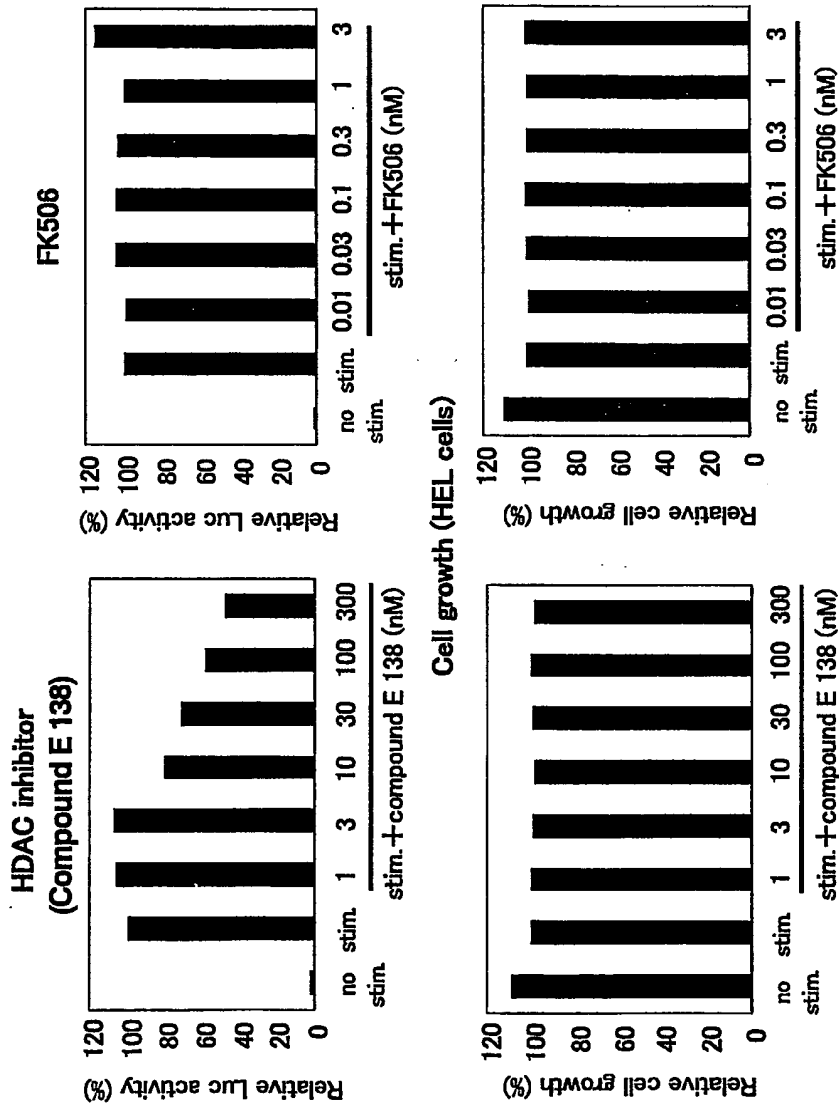 HDAC inhibitor
(Compound E 138)
Relative Luc activity (%)
120
100
80
60
40
20
0
no stim.
stim.
1
3
10
30
100
300
stim.+compound E 138 (nM)
FK506
Relative Luc activity (%)
120
100
80
60
40
20
0
no stim.
stim.
0.01
0.03
0.1
0.3
1
3
stim.+FK506 (nM)
Cell growth (HEL cells)
Relative cell growth (%)
120
100
80
60
40
20
0
no stim.
stim.
1
3
10
30
100
300
stim.+compound E 138 (nM)
Relative cell growth (%)
120
100
80
60
40
20
0
no stim.
stim.
0.01
0.03
0.1
0.3
1
3
stim.+FK506 (nM)